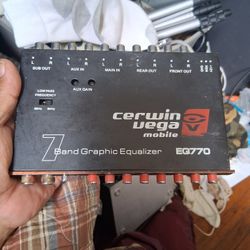 L L L L L
R R R R R
SUB OUT AUX IN MAIN IN REAR OUT FRONT OUT
AUX GAIN
LOW PASS
FREQUENCY
cerwin
vega
mobile
7 Band Graphic Equalizer EQ770